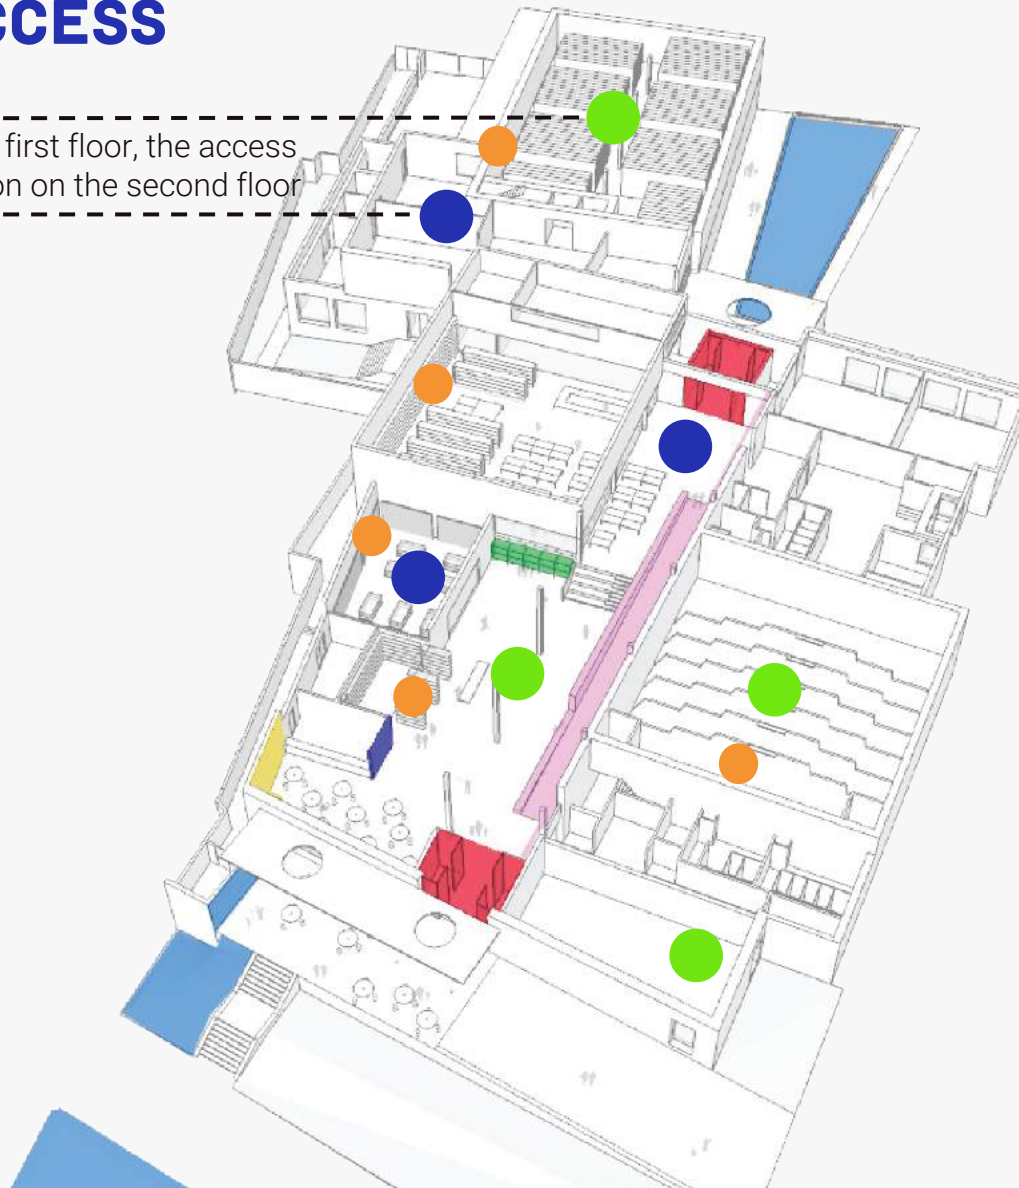 CCESS
first floor, the access
on on the second floor